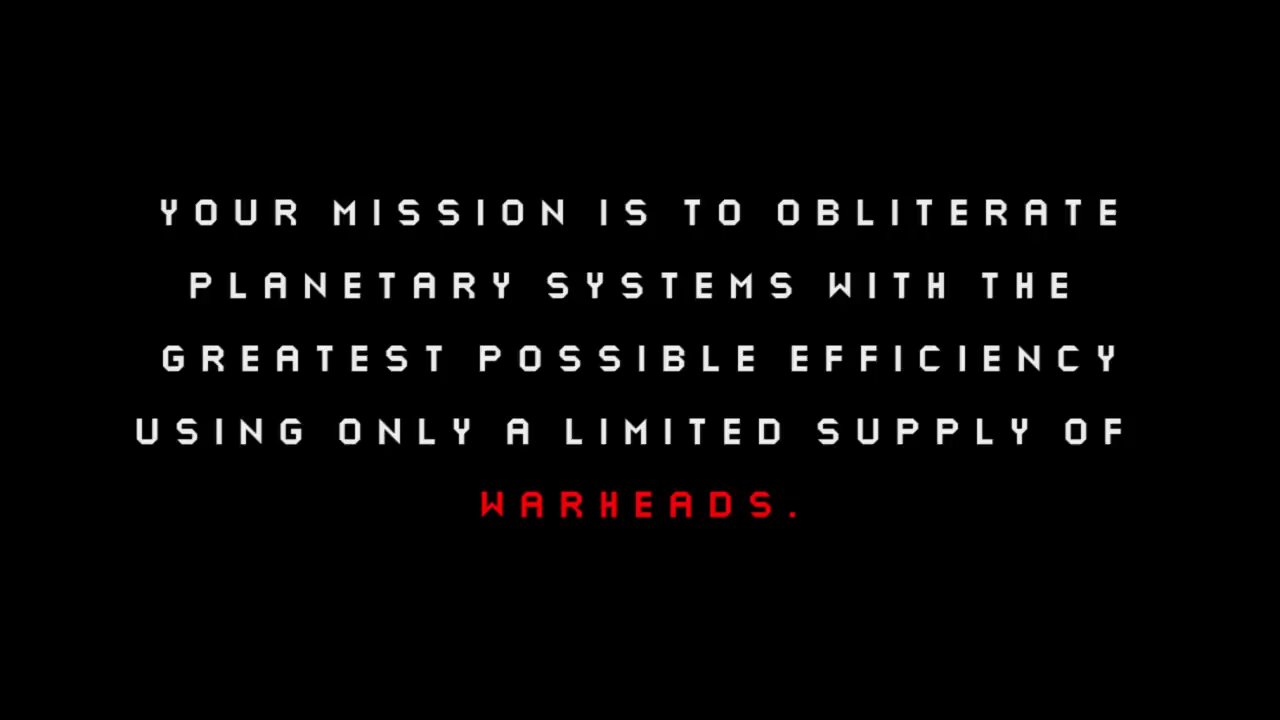 YOUR MISSION IS TO OBLITERATE
PLANETARY SYSTEMS WITH THE
GREATEST POSSIBLE EFFICIENCY
USING ONLY A LIMITED SUPPLY OF
WARHEADS.